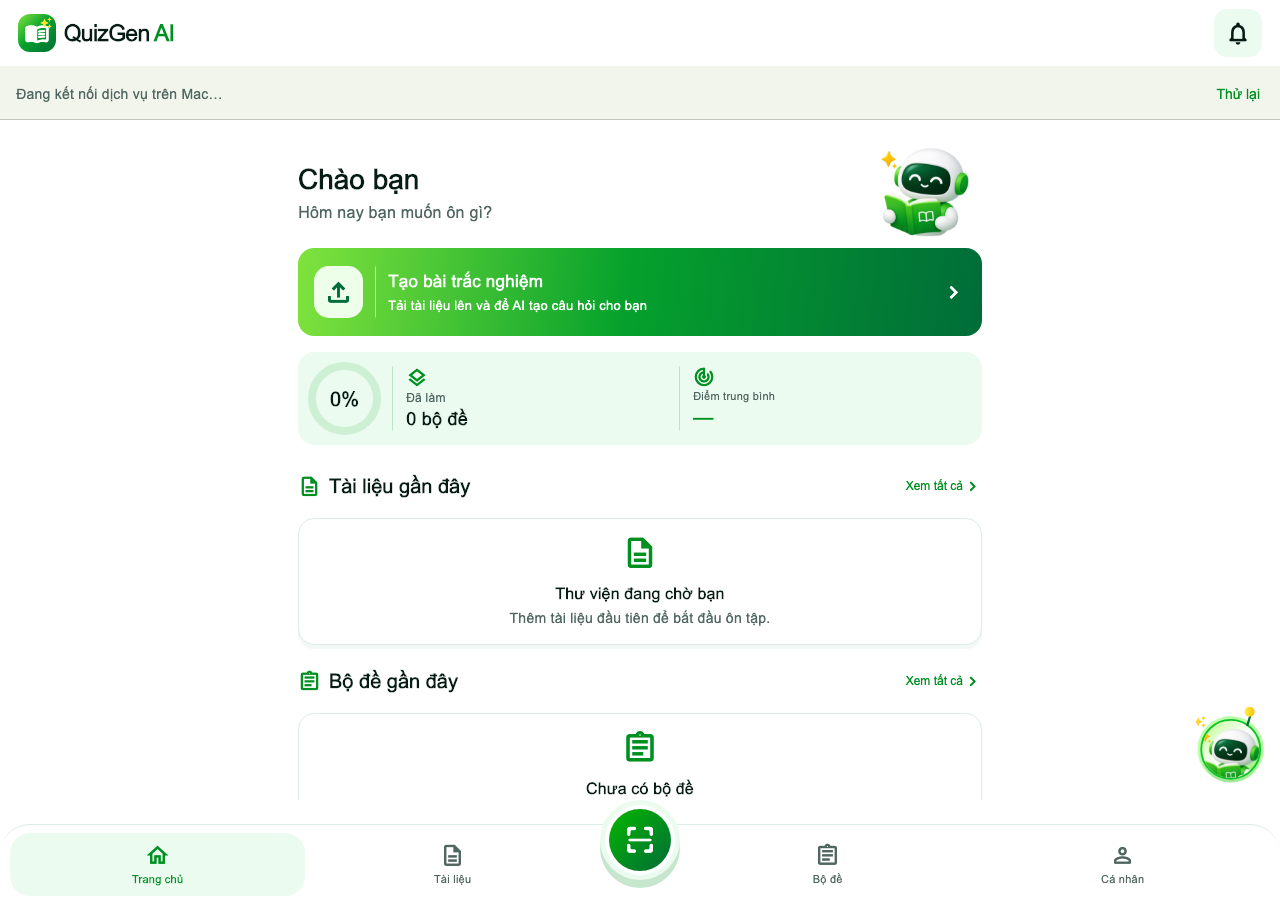 QuizGen AI
Đang kết nối dịch vụ trên Mac…
Thử lại
Chào bạn
Hôm nay bạn muốn ôn gì?
Tạo bài trắc nghiệm
Tải tài liệu lên và để AI tạo câu hỏi cho bạn
0%
Đã làm
0 bộ đề
Điểm trung bình
—
Tài liệu gần đây
Xem tất cả
Thư viện đang chờ bạn
Thêm tài liệu đầu tiên để bắt đầu ôn tập.
Bộ đề gần đây
Xem tất cả
Chưa có bộ đề
Trang chủ
Tài liệu
Bộ đề
Cá nhân